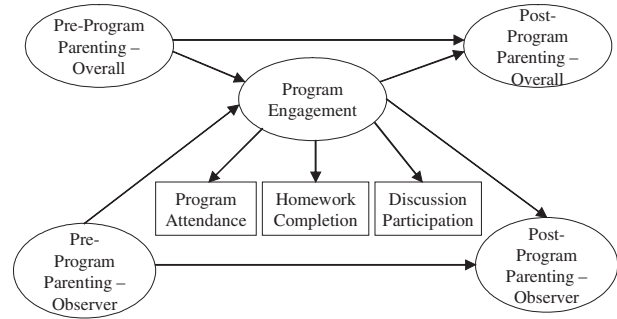 Pre-Program
Parenting –
Overall
Post-
Program
Parenting –
Overall
Program
Engagement
Program
Attendance
Homework
Completion
Discussion
Participation
Pre-
Program
Parenting –
Observer
Post-
Program
Parenting –
Observer